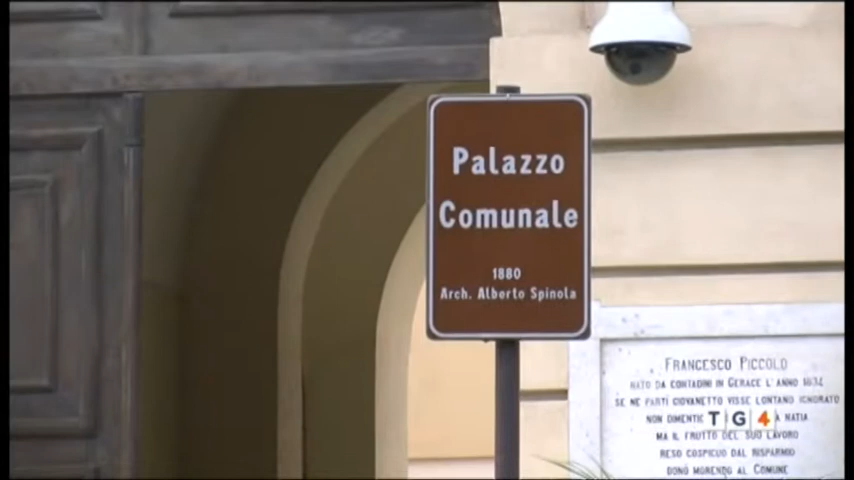 Palazzo
Comunale
1880
Arch. Alberto Spinola
FRANCESCO PICCOLO
NATO DA CONTADINI IN GERACE L'ANNO
SE NE PARTÌ GIOVANETTO VISSE LONTANO IGNORATO
NON A NATIA
TG4
MA IL FRUTTO DEL SUO LAVORO
RESO COSPICUO DAL RISPARMIO
DONÒ MORENDO AL COMUNE